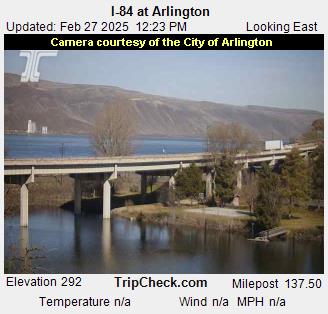 I-84 at Arlington
Updated: Feb 27 2025 12:23 PM Looking East
Camera courtesy of the City of Arlington
Elevation 292 TripCheck.com Milepost 137.50
Temperature n/a Wind n/a MPH n/a